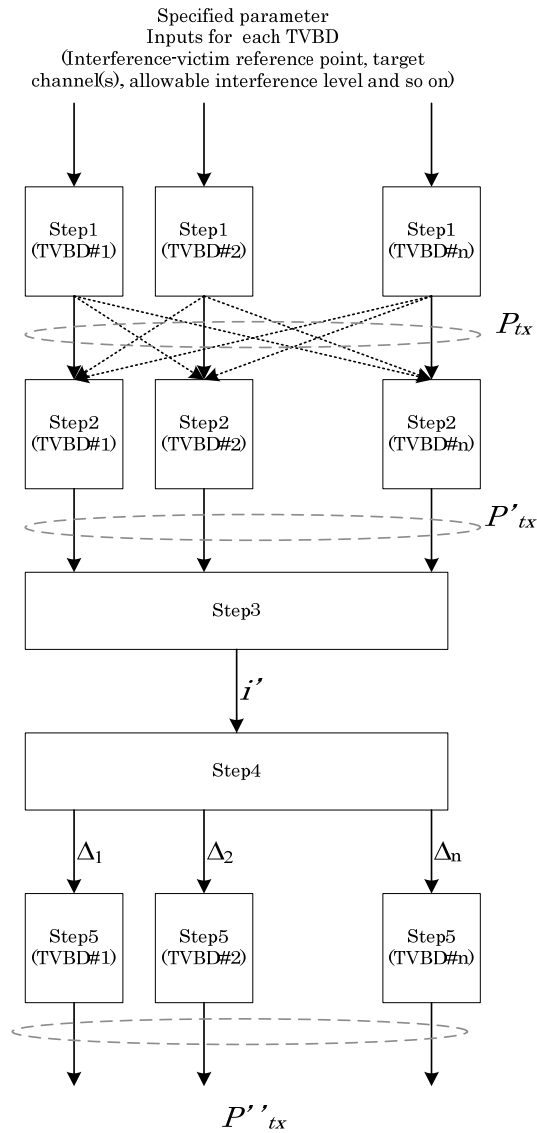 Specified parameter
Inputs for each TVBD
(Interference-victim reference point, target
channel(s), allowable interference level and so on)
Step1
(TVBD#1)
Step1
(TVBD#2)
Step1
(TVBD#n)
Ptx
Step2
(TVBD#1)
Step2
(TVBD#2)
Step2
(TVBD#n)
P'tx
Step3
i'
Step4
Δ1
Δ2
Δn
Step5
(TVBD#1)
Step5
(TVBD#2)
Step5
(TVBD#n)
P''tx